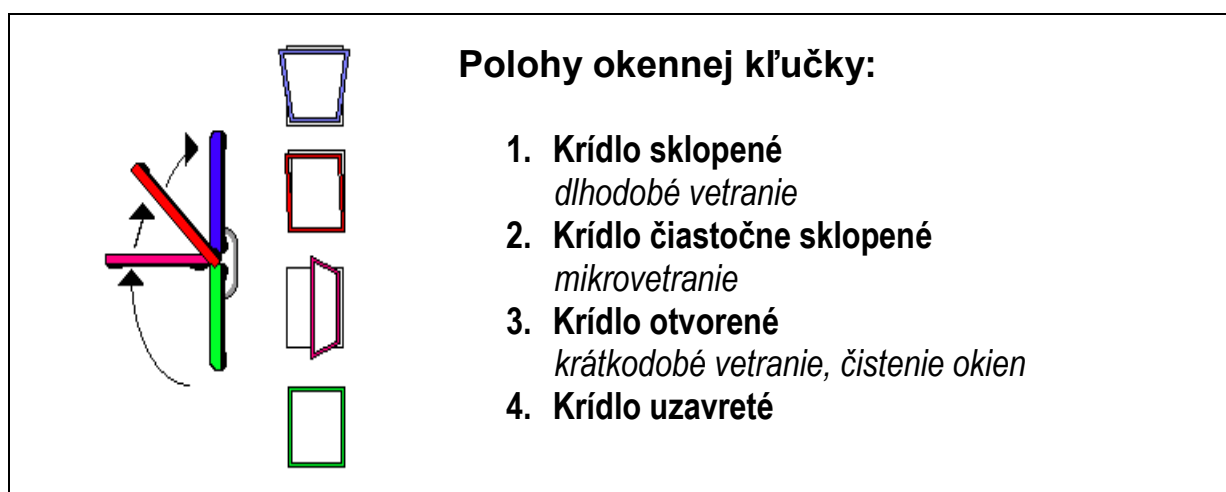 Polohy okennej kľučky:
1. Krídlo sklopené
dlhodobé vetranie
2. Krídlo čiastočne sklopené
mikrovetranie
3. Krídlo otvorené
krátkodobé vetranie, čistenie okien
4. Krídlo uzavreté